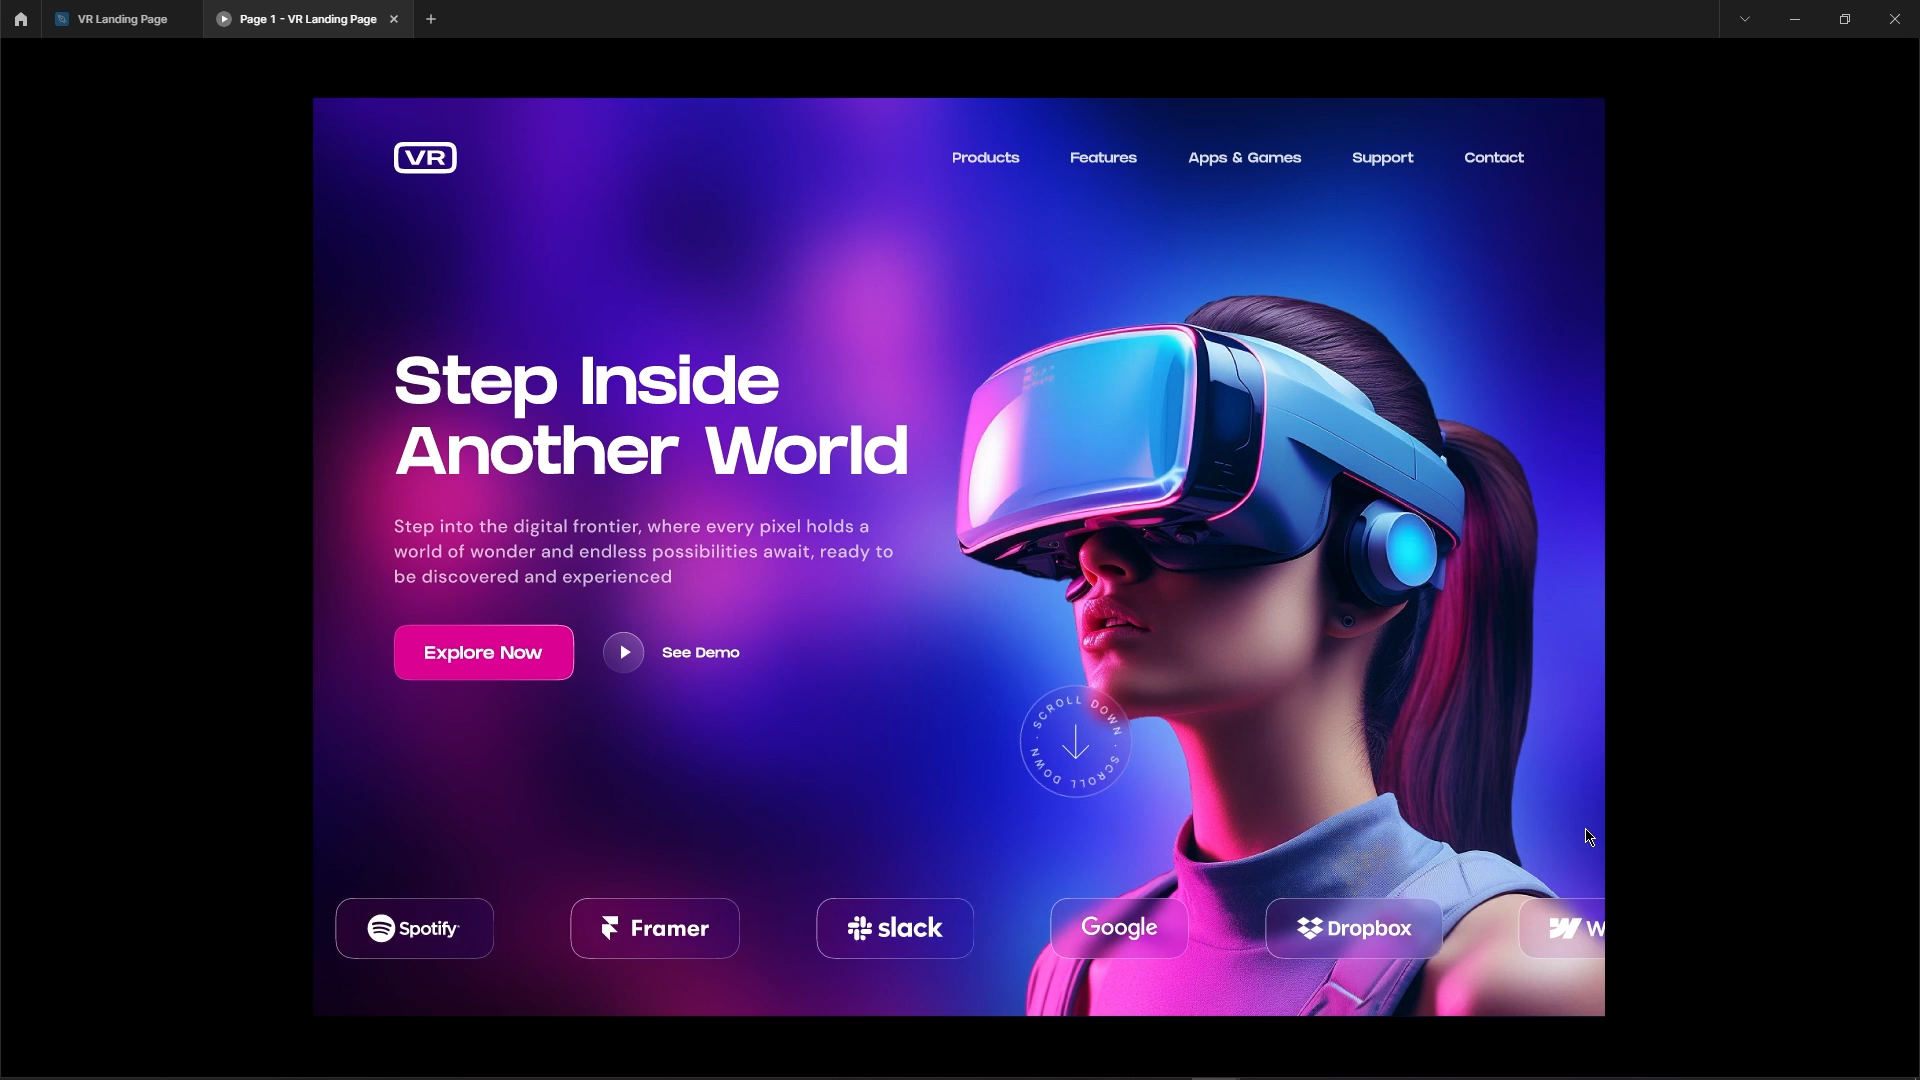 VR Landing Page
Page 1 - VR Landing Page
VR
Products
Features
Apps & Games
Support
Contact
Step Inside
Another World
Step into the digital frontier, where every pixel holds a
world of wonder and endless possibilities await, ready to
be discovered and experienced
Explore Now
See Demo
SCROLL DOWN · SCROLL DOWN ·
Spotify
Framer
slack
Google
Dropbox
W